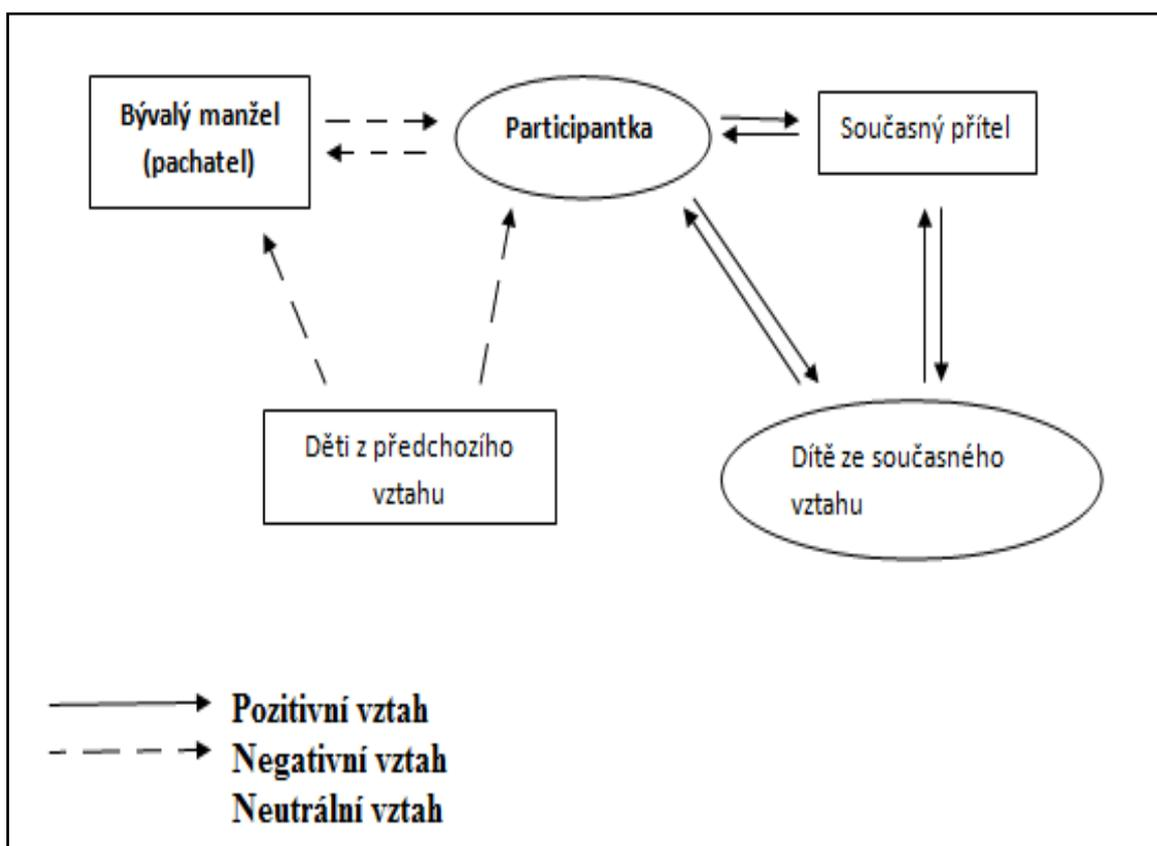 Bývalý manžel
(pachatel)
Participantka
Současný přítel
Děti z předchozího
vztahu
Dítě ze současného
vztahu
Pozitivní vztah
Negativní vztah
Neutrální vztah